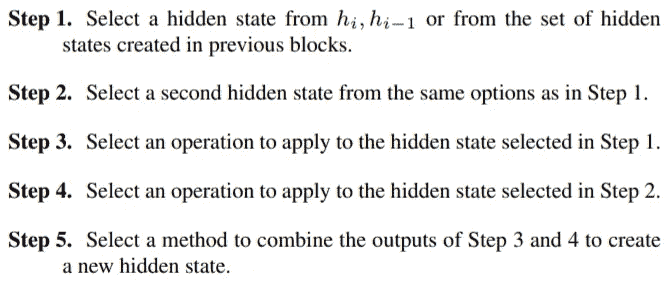 Step 1. Select a hidden state from hᵢ, hᵢ₋₁ or from the set of hidden
states created in previous blocks.
Step 2. Select a second hidden state from the same options as in Step 1.
Step 3. Select an operation to apply to the hidden state selected in Step 1.
Step 4. Select an operation to apply to the hidden state selected in Step 2.
Step 5. Select a method to combine the outputs of Step 3 and 4 to create
a new hidden state.